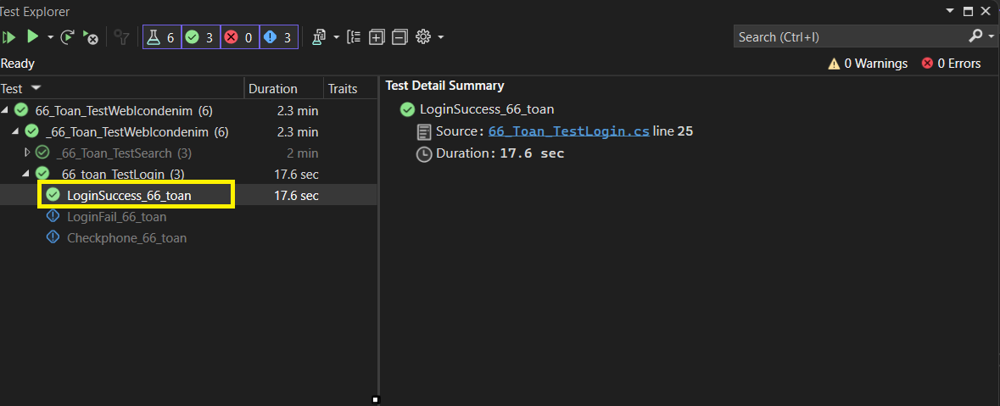 Test Explorer
6 3 0 3
Search (Ctrl+I)
Ready
0 Warnings 0 Errors
Test Duration Traits
66_Toan_TestWebIcondenim (6) 2.3 min
_66_Toan_TestWebIcondenim (6) 2.3 min
_66_Toan_TestSearch (3) 2 min
_66_toan_TestLogin (3) 17.6 sec
LoginSuccess_66_toan 17.6 sec
LoginFail_66_toan
Checkphone_66_toan
Test Detail Summary
LoginSuccess_66_toan
Source: 66_Toan_TestLogin.cs line 25
Duration: 17.6 sec